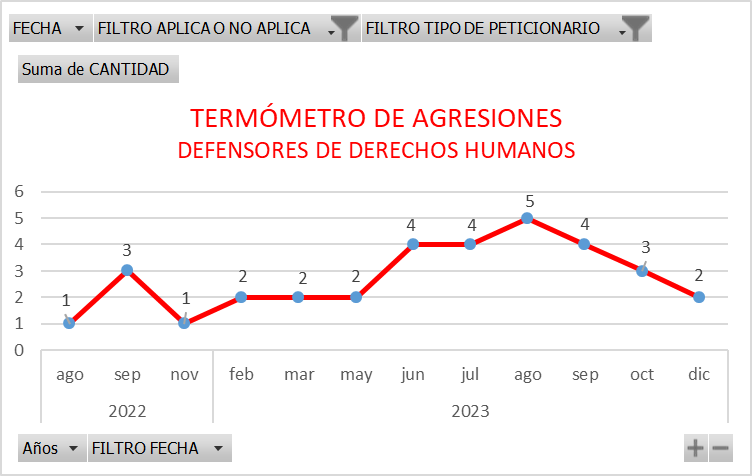 FECHA FILTRO APLICA O NO APLICA FILTRO TIPO DE PETICIONARIO
Suma de CANTIDAD
TERMÓMETRO DE AGRESIONES
DEFENSORES DE DERECHOS HUMANOS
6
5
4
3
2
1
0
1 3 1 2 2 2 4 4 5 4 3 2
ago sep nov feb mar may jun jul ago sep oct dic
2022 2023
Años FILTRO FECHA